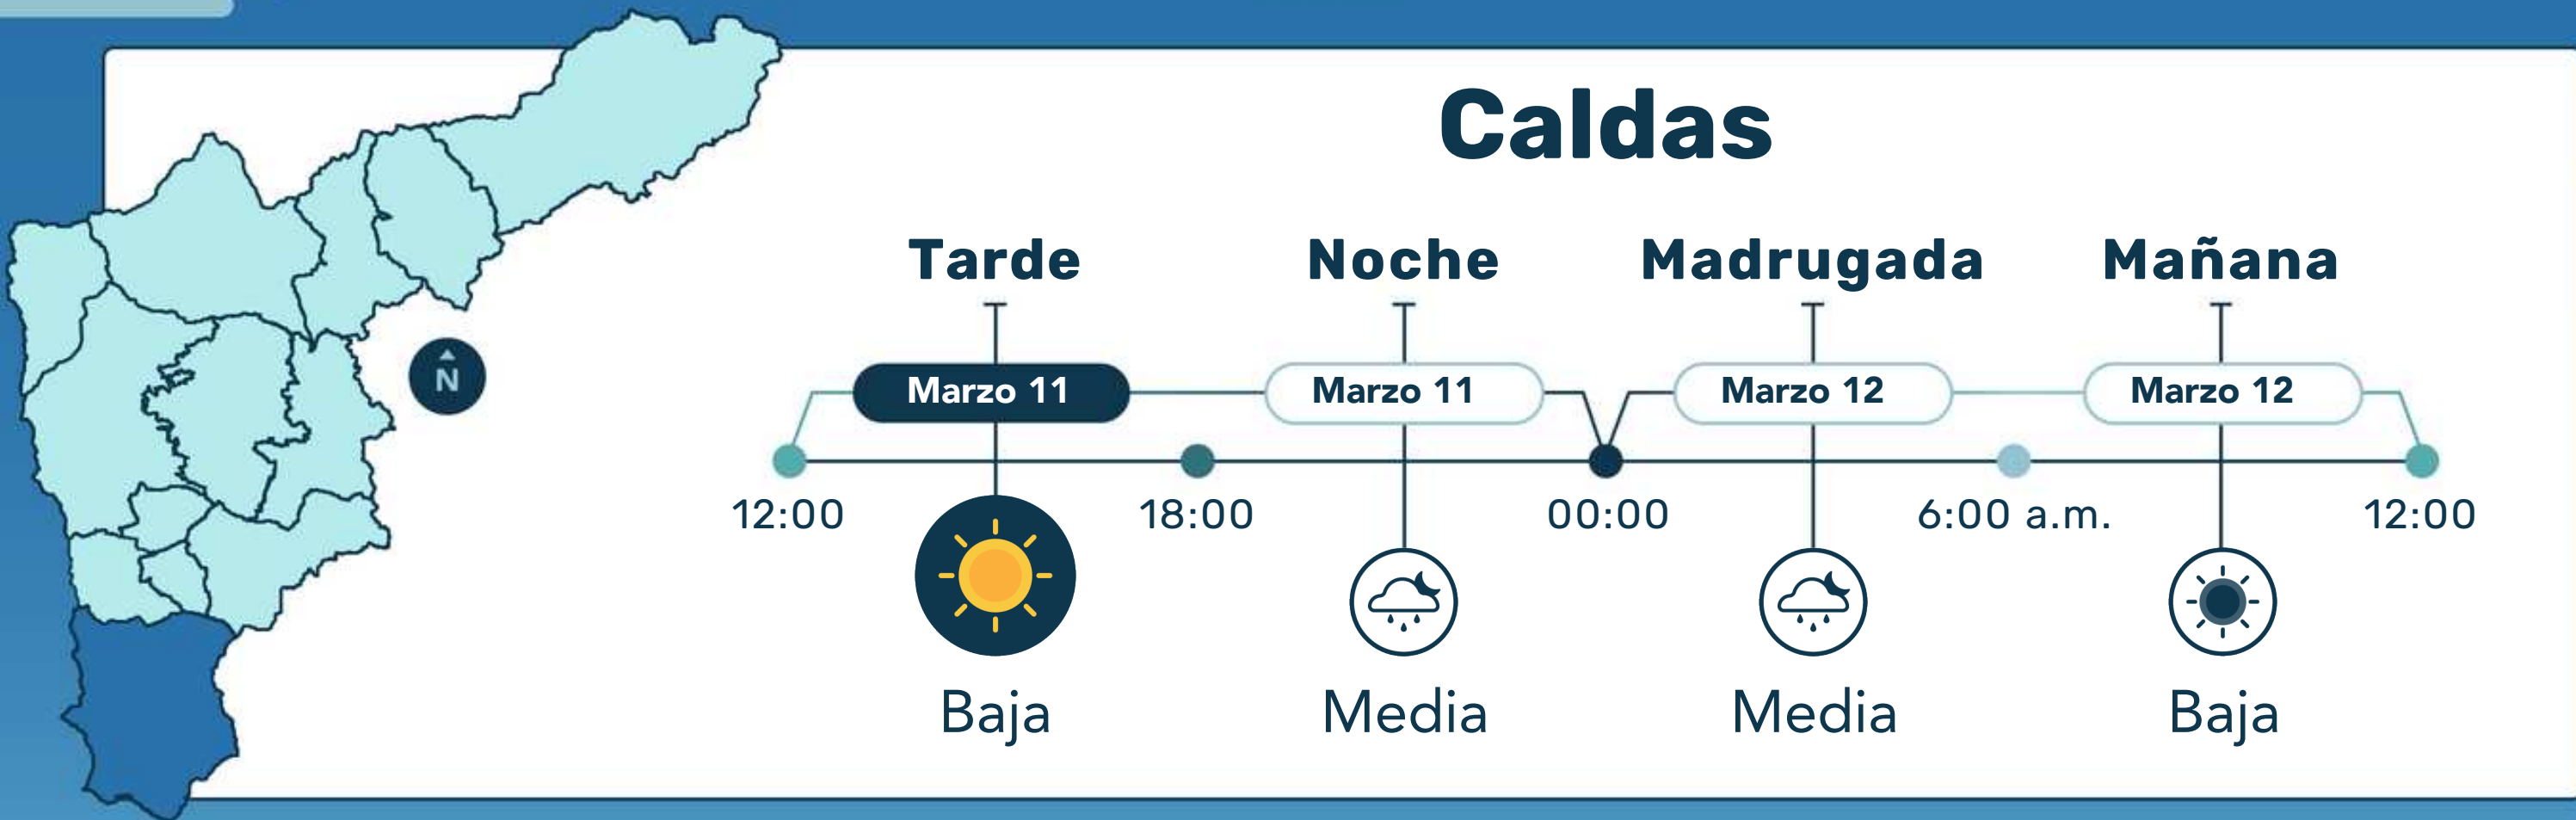 Caldas
Tarde Noche Madrugada Mañana
Marzo 11 Marzo 11 Marzo 12 Marzo 12
N
12:00 18:00 00:00 6:00 a.m. 12:00
Baja Media Media Baja